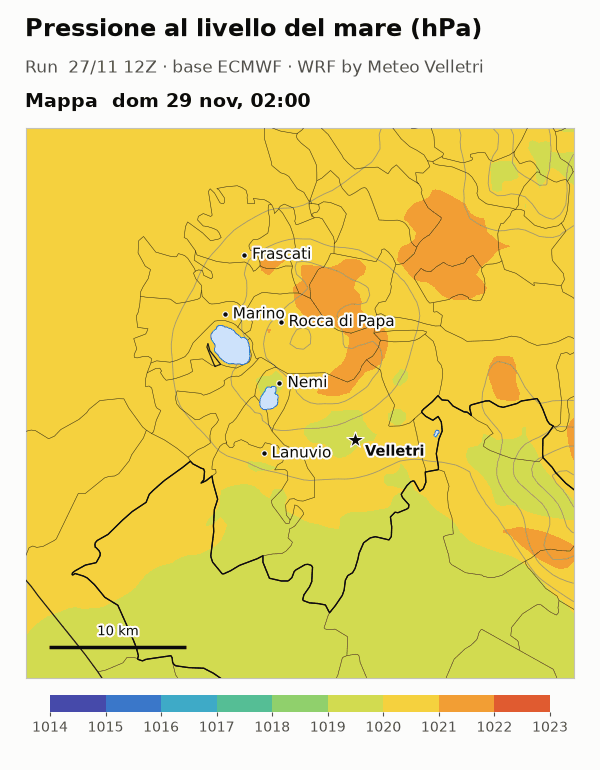 Pressione al livello del mare (hPa)
Run  27/11 12Z · base ECMWF · WRF by Meteo Velletri
Mappa  dom 29 nov, 02:00
Frascati
Marino
Rocca di Papa
Nemi
Velletri
Lanuvio
10 km
1014 1015 1016 1017 1018 1019 1020 1021 1022 1023